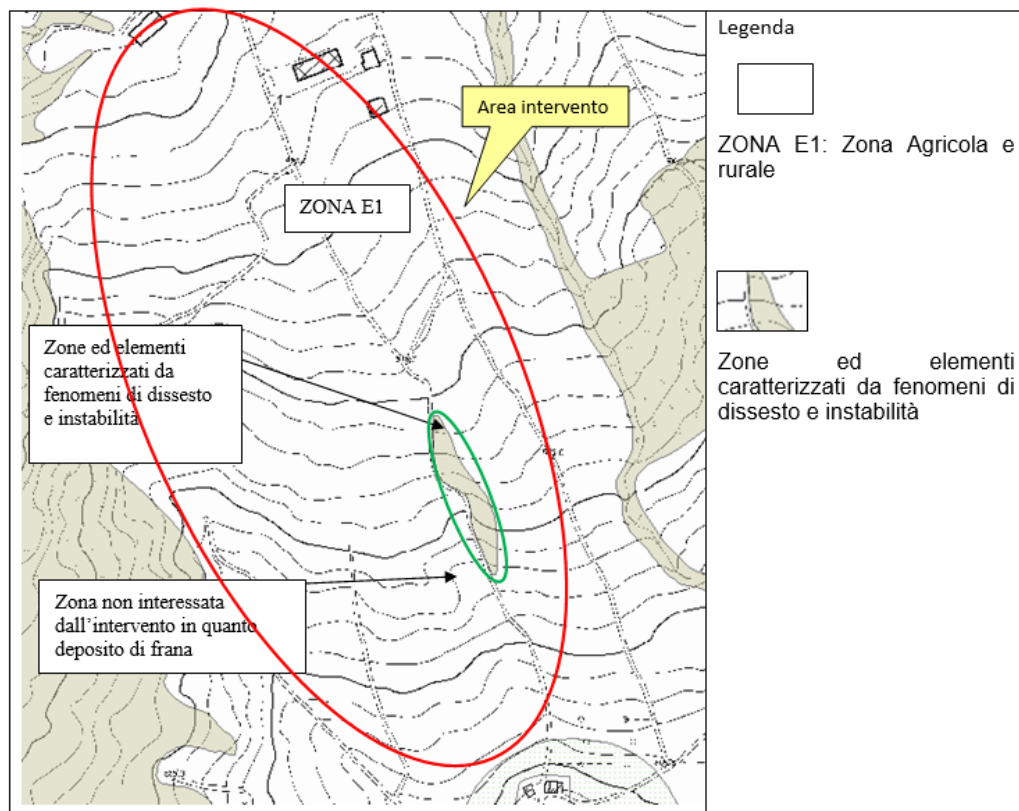 Legenda
Area intervento
ZONA E1: Zona Agricola e
rurale
ZONA E1
Zone ed elementi
caratterizzati da
fenomeni di dissesto
e instabilità
Zone ed elementi
caratterizzati da fenomeni di
dissesto e instabilità
Zona non interessata
dall'intervento in quanto
deposito di frana